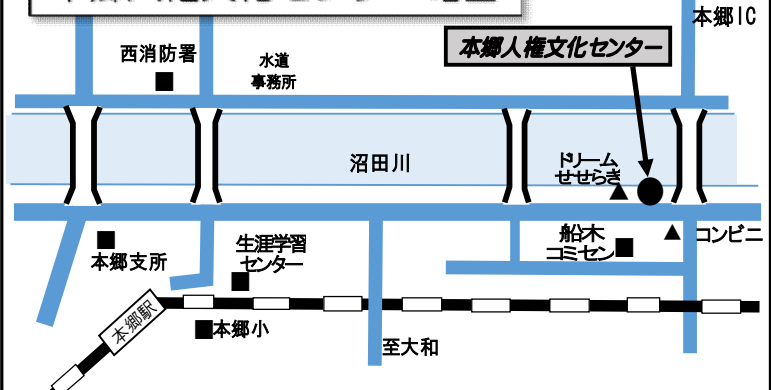 本郷IC
本郷人権文化センター
西消防署
水道
事務所
沼田川
ドリーム
せせらぎ
本郷支所
生涯学習
センター
船木
コミセン
コンビニ
本郷駅
本郷小
至大和